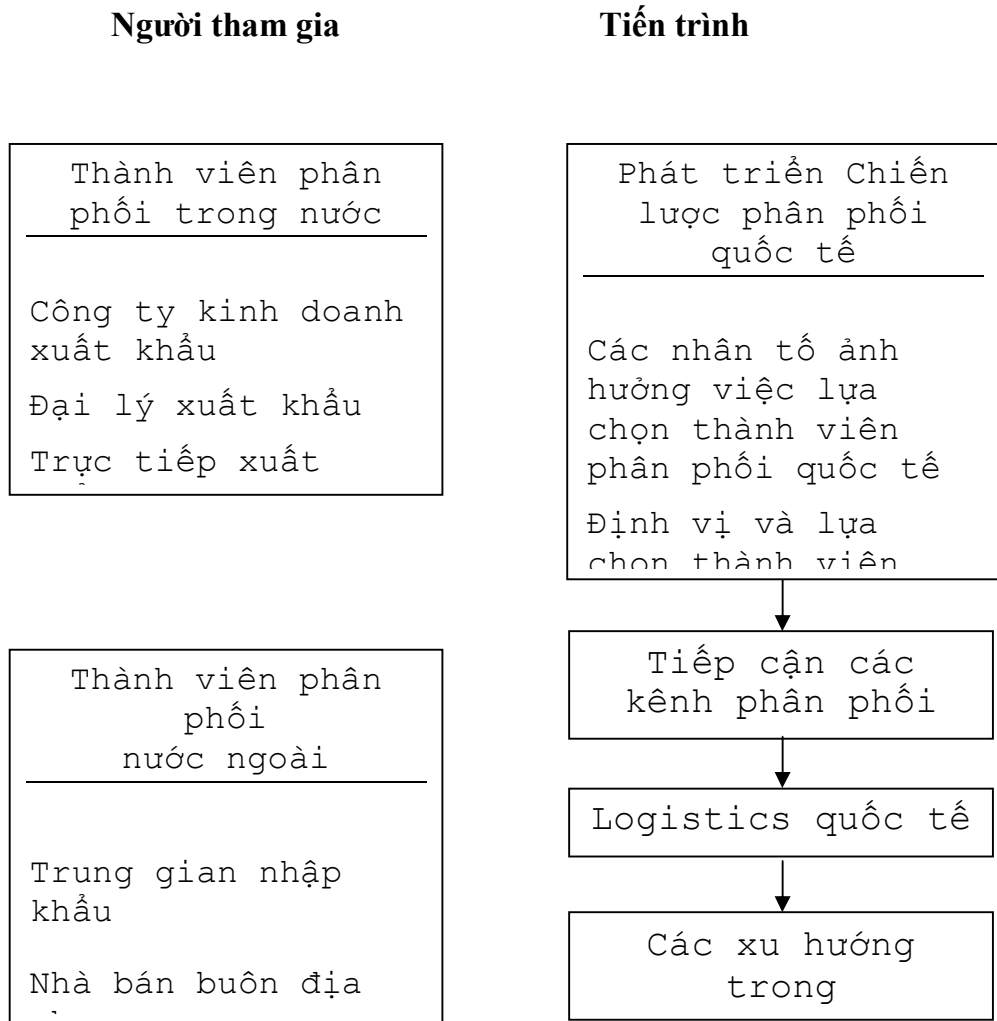 Người tham gia
Tiến trình
Thành viên phân
phối trong nước
Công ty kinh doanh
xuất khẩu
Đại lý xuất khẩu
Trực tiếp xuất
Thành viên phân
phối
nước ngoài
Trung gian nhập
khẩu
Nhà bán buôn địa
Phát triển Chiến
lược phân phối
quốc tế
Các nhân tố ảnh
hưởng việc lựa
chọn thành viên
phân phối quốc tế
Định vị và lựa
chọn thành viên
Tiếp cận các
kênh phân phối
Logistics quốc tế
Các xu hướng
trong